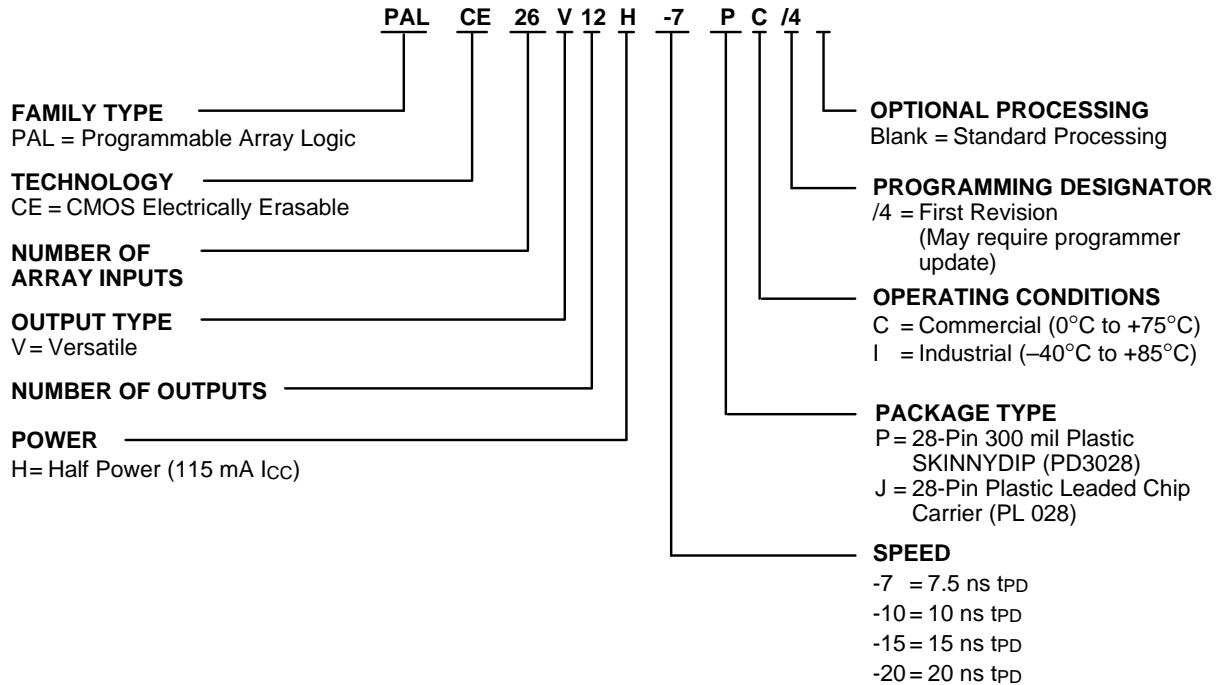 PAL CE 26 V 12 H -7 P C /4
FAMILY TYPE
PAL = Programmable Array Logic
TECHNOLOGY
CE = CMOS Electrically Erasable
NUMBER OF
ARRAY INPUTS
OUTPUT TYPE
V = Versatile
NUMBER OF OUTPUTS
POWER
H = Half Power (115 mA ICC)
OPTIONAL PROCESSING
Blank = Standard Processing
PROGRAMMING DESIGNATOR
/4 = First Revision
(May require programmer
update)
OPERATING CONDITIONS
C = Commercial (0°C to +75°C)
I = Industrial (–40°C to +85°C)
PACKAGE TYPE
P = 28-Pin 300 mil Plastic
SKINNYDIP (PD3028)
J = 28-Pin Plastic Leaded Chip
Carrier (PL 028)
SPEED
-7 = 7.5 ns tPD
-10 = 10 ns tPD
-15 = 15 ns tPD
-20 = 20 ns tPD